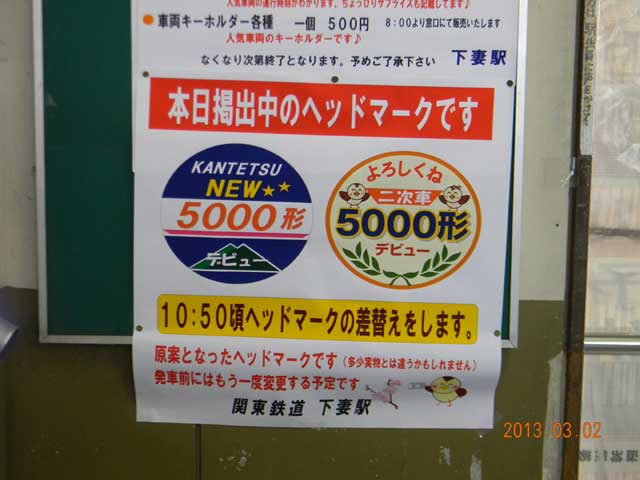 人気車両の運行時刻がわかります。ちょっぴりサプライズも記載してます♪
●車両キーホルダー各種 一個 500円 8:00より窓口にて販売いたします
人気車両のキーホルダーです♪
なくなり次第終了となります。予めご了承下さい 下妻駅
本日掲出中のヘッドマークです
KANTETSU
NEW★★
5000形
デビュー
よろしくね
二次車
5000形
デビュー
10:50頃ヘッドマークの差替えをします。
原案となったヘッドマークです(多少実物とは違うかもしれません)
発車前にはもう一度変更する予定です
関東鉄道 下妻駅
2013.03.02